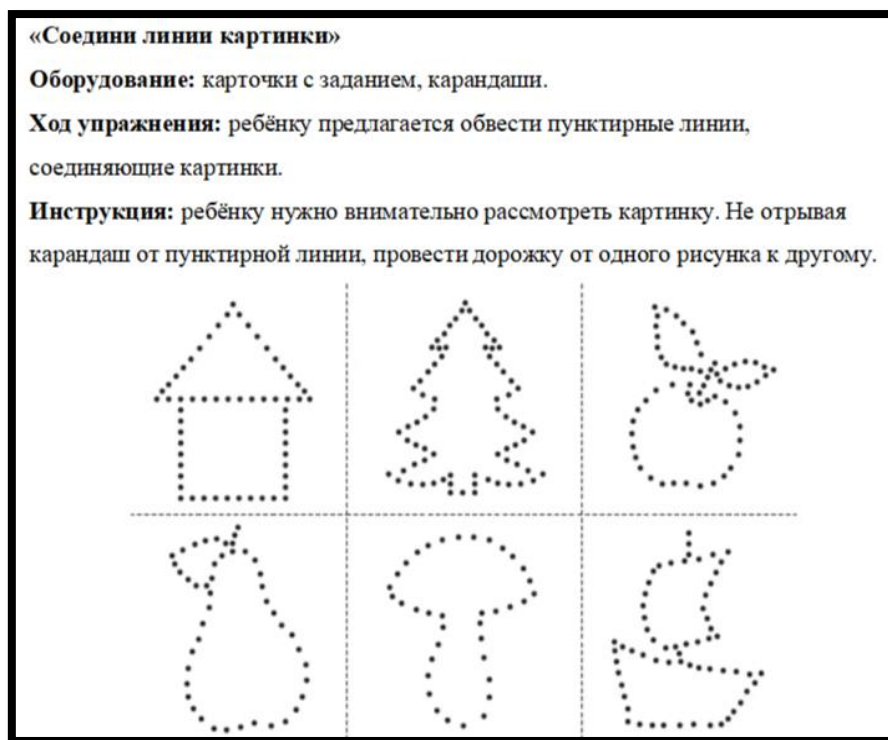 «Соедини линии картинки»
Оборудование: карточки с заданием, карандаши.
Ход упражнения: ребёнку предлагается обвести пунктирные линии,
соединяющие картинки.
Инструкция: ребёнку нужно внимательно рассмотреть картинку. Не отрывая
карандаш от пунктирной линии, провести дорожку от одного рисунка к другому.